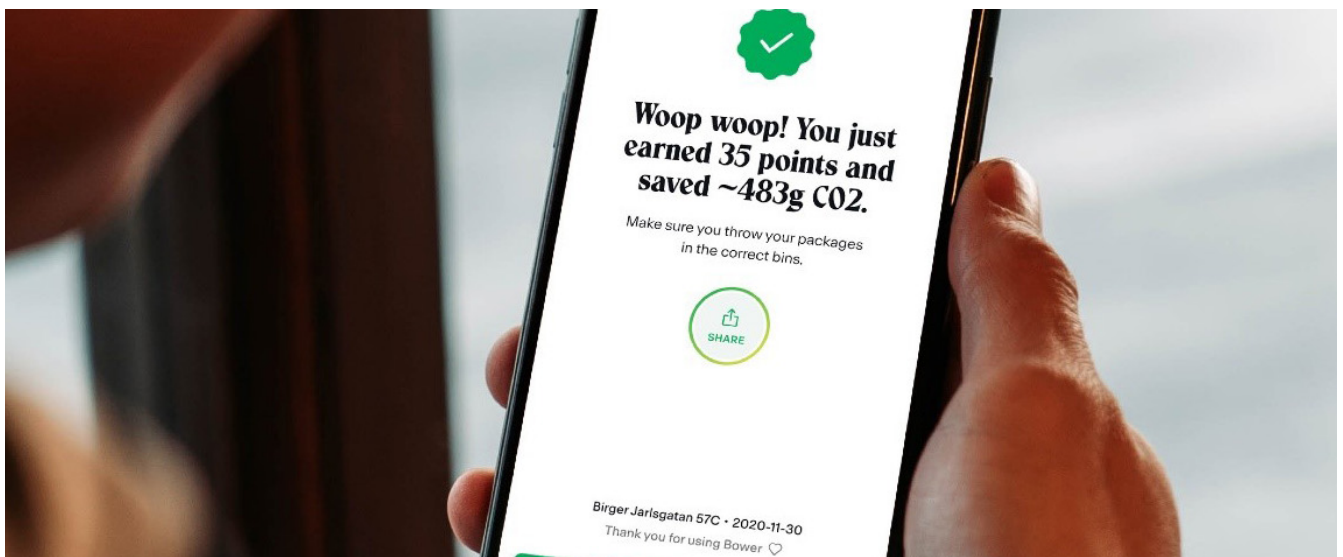 Woop woop! You just
earned 35 points and
saved ~483g CO2.
Make sure you throw your packages
in the correct bins.
SHARE
Birger Jarlsgatan 57C • 2020-11-30
Thank you for using Bower ♡